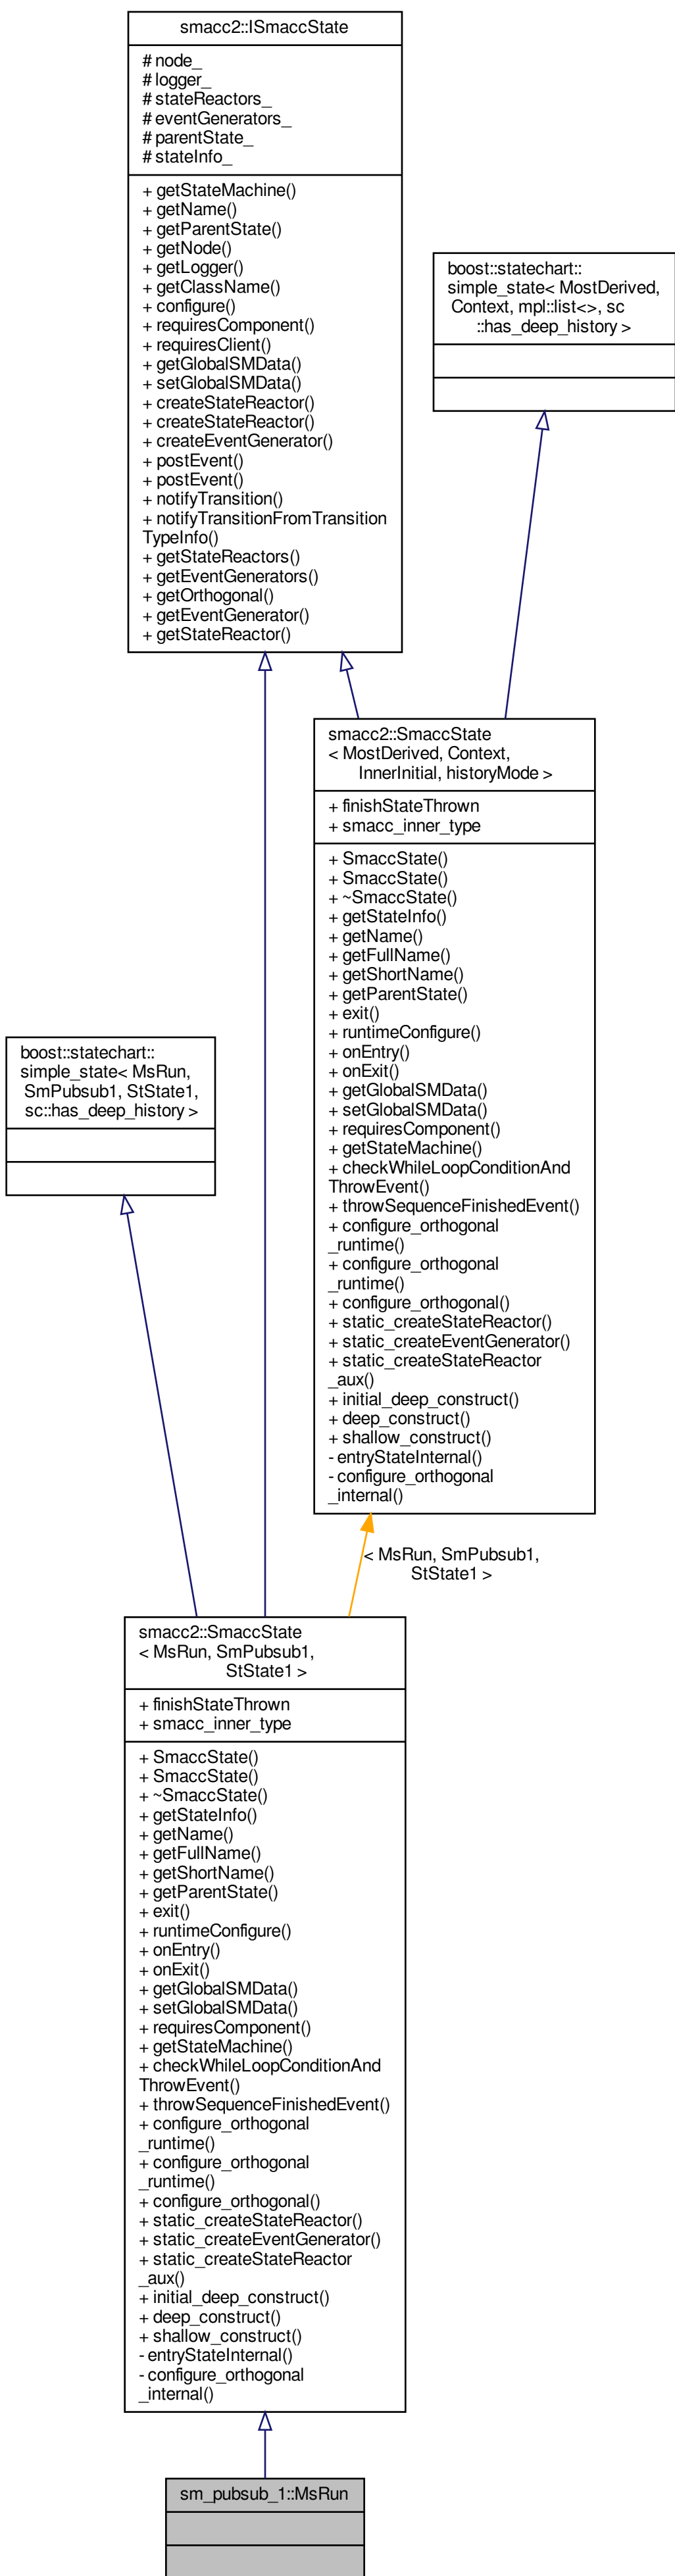 smacc2::ISmaccState
# node_
# logger_
# stateReactors_
# eventGenerators_
# parentState_
# stateInfo_
+ getStateMachine()
+ getName()
+ getParentState()
+ getNode()
+ getLogger()
+ getClassName()
+ configure()
+ requiresComponent()
+ requiresClient()
+ getGlobalSMData()
+ setGlobalSMData()
+ createStateReactor()
+ createStateReactor()
+ createEventGenerator()
+ postEvent()
+ postEvent()
+ notifyTransition()
+ notifyTransitionFromTransition
TypeInfo()
+ getStateReactors()
+ getEventGenerators()
+ getOrthogonal()
+ getEventGenerator()
+ getStateReactor()
boost::statechart::
simple_state< MostDerived,
Context, mpl::list<>, sc
::has_deep_history >
smacc2::SmaccState
< MostDerived, Context,
InnerInitial, historyMode >
+ finishStateThrown
+ smacc_inner_type
+ SmaccState()
+ SmaccState()
+ ~SmaccState()
+ getStateInfo()
+ getName()
+ getFullName()
+ getShortName()
+ getParentState()
+ exit()
+ runtimeConfigure()
+ onEntry()
+ onExit()
+ getGlobalSMData()
+ setGlobalSMData()
+ requiresComponent()
+ getStateMachine()
+ checkWhileLoopConditionAnd
ThrowEvent()
+ throwSequenceFinishedEvent()
+ configure_orthogonal
_runtime()
+ configure_orthogonal
_runtime()
+ configure_orthogonal()
+ static_createStateReactor()
+ static_createEventGenerator()
+ static_createStateReactor
_aux()
+ initial_deep_construct()
+ deep_construct()
+ shallow_construct()
- entryStateInternal()
- configure_orthogonal
_internal()
boost::statechart::
simple_state< MsRun,
SmPubsub1, StState1,
sc::has_deep_history >
< MsRun, SmPubsub1,
StState1 >
smacc2::SmaccState
< MsRun, SmPubsub1,
StState1 >
+ finishStateThrown
+ smacc_inner_type
+ SmaccState()
+ SmaccState()
+ ~SmaccState()
+ getStateInfo()
+ getName()
+ getFullName()
+ getShortName()
+ getParentState()
+ exit()
+ runtimeConfigure()
+ onEntry()
+ onExit()
+ getGlobalSMData()
+ setGlobalSMData()
+ requiresComponent()
+ getStateMachine()
+ checkWhileLoopConditionAnd
ThrowEvent()
+ throwSequenceFinishedEvent()
+ configure_orthogonal
_runtime()
+ configure_orthogonal
_runtime()
+ configure_orthogonal()
+ static_createStateReactor()
+ static_createEventGenerator()
+ static_createStateReactor
_aux()
+ initial_deep_construct()
+ deep_construct()
+ shallow_construct()
- entryStateInternal()
- configure_orthogonal
_internal()
sm_pubsub_1::MsRun